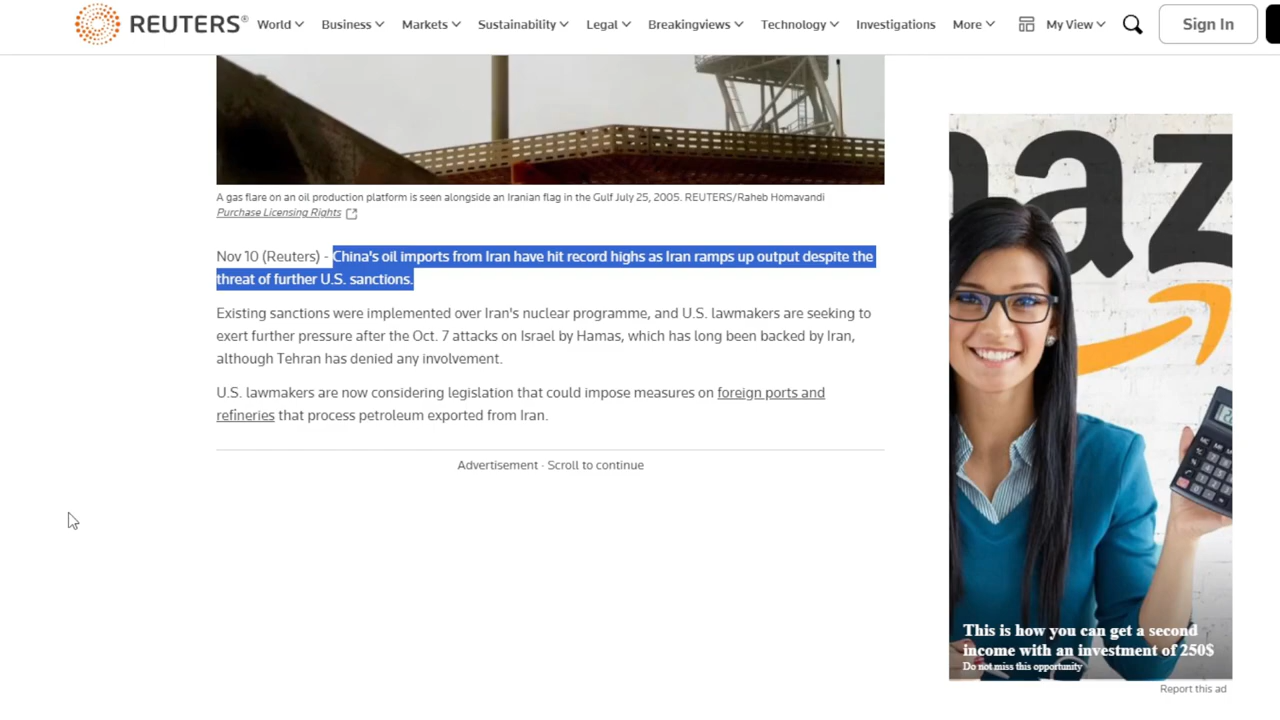 REUTERS®
World Business Markets Sustainability Legal Breakingviews Technology Investigations More My View Sign In
A gas flare on an oil production platform is seen alongside an Iranian flag in the Gulf July 25, 2005. REUTERS/Raheb Homavandi
Purchase Licensing Rights
Nov 10 (Reuters) - China's oil imports from Iran have hit record highs as Iran ramps up output despite the
threat of further U.S. sanctions.
Existing sanctions were implemented over Iran's nuclear programme, and U.S. lawmakers are seeking to
exert further pressure after the Oct. 7 attacks on Israel by Hamas, which has long been backed by Iran,
although Tehran has denied any involvement.
U.S. lawmakers are now considering legislation that could impose measures on foreign ports and
refineries that process petroleum exported from Iran.
Advertisement · Scroll to continue
az
This is how you can get a second
income with an investment of 250$
Do not miss this opportunity
Report this ad